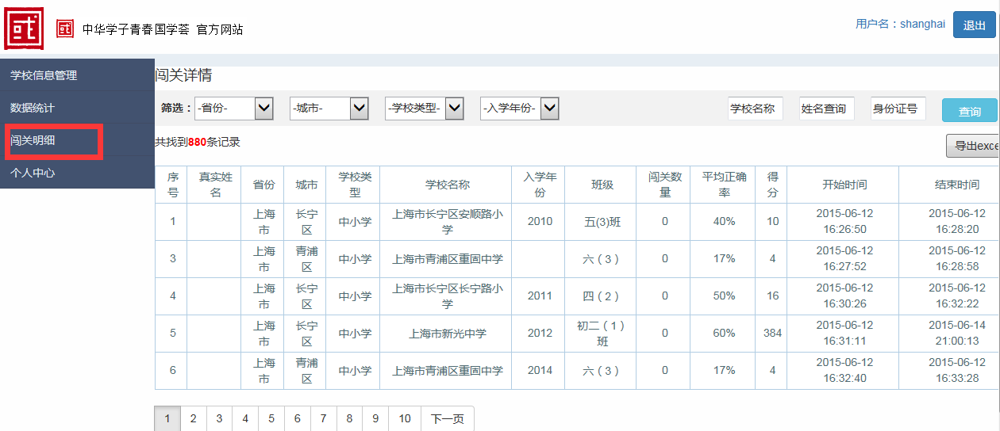 或
或 中华学子青春国学荟 官方网站
用户名：shanghai 退出
学校信息管理
数据统计
闯关明细
个人中心
闯关详情
筛选： -省份- -城市- -学校类型- -入学年份- 学校名称 姓名查询 身份证号 查询
共找到880条记录
导出exce
序号 真实姓名 省份 城市 学校类型 学校名称 入学年份 班级 闯关数量 平均正确率 得分 开始时间 结束时间
1 上海市 长宁区 中小学 上海市长宁区安顺路小学 2010 五(3)班 0 40% 10 2015-06-12 16:26:50 2015-06-12 16:28:20
3 上海市 青浦区 中小学 上海市青浦区重固中学 六（3） 0 17% 4 2015-06-12 16:27:52 2015-06-12 16:28:58
4 上海市 长宁区 中小学 上海市长宁区长宁路小学 2011 四（2） 0 50% 16 2015-06-12 16:30:26 2015-06-12 16:32:22
5 上海市 长宁区 中小学 上海市新光中学 2012 初二（1）班 0 60% 384 2015-06-12 16:31:11 2015-06-14 21:00:13
6 上海市 青浦区 中小学 上海市青浦区重固中学 2014 六（3） 0 17% 4 2015-06-12 16:32:40 2015-06-12 16:33:28
1 2 3 4 5 6 7 8 9 10 下一页